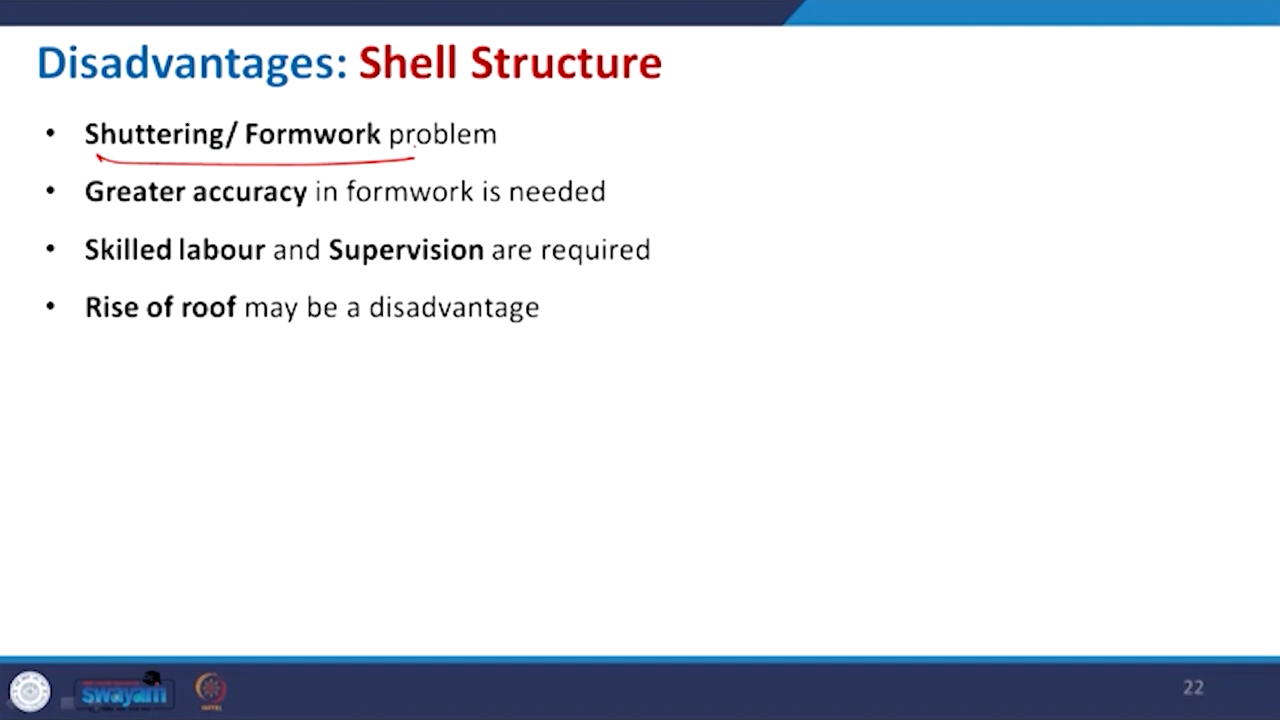 Disadvantages: Shell Structure
• Shuttering/ Formwork problem
• Greater accuracy in formwork is needed
• Skilled labour and Supervision are required
• Rise of roof may be a disadvantage
swayam
22